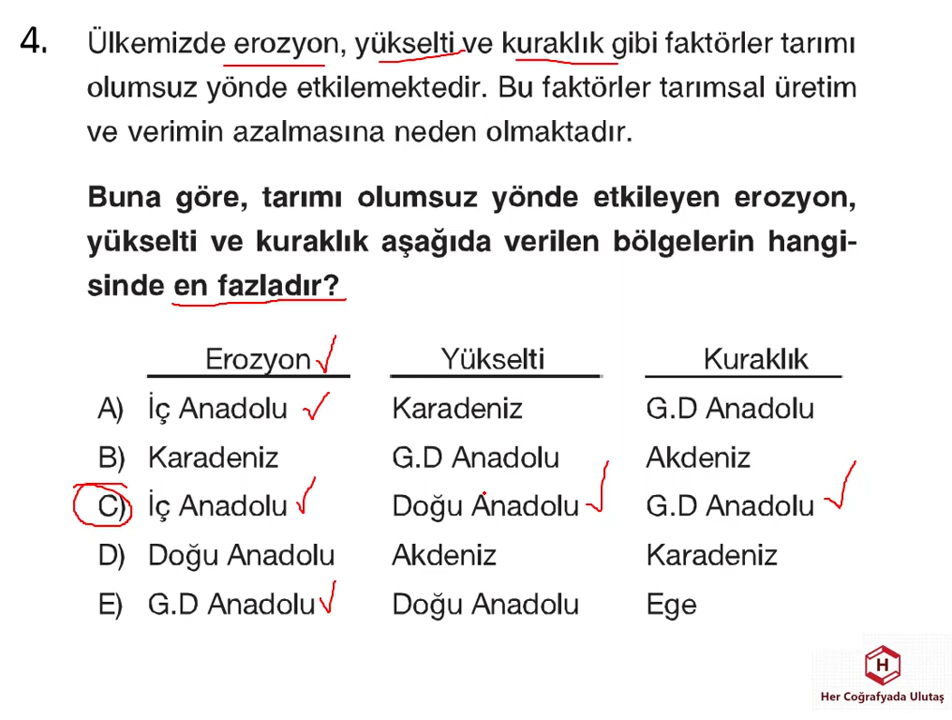 4. Ülkemizde erozyon, yükselti ve kuraklık gibi faktörler tarımı
olumsuz yönde etkilemektedir. Bu faktörler tarımsal üretim
ve verimin azalmasına neden olmaktadır.
Buna göre, tarımı olumsuz yönde etkileyen erozyon,
yükselti ve kuraklık aşağıda verilen bölgelerin hangi-
sinde en fazladır?
Erozyon Yükselti Kuraklık
A) İç Anadolu Karadeniz G.D Anadolu
B) Karadeniz G.D Anadolu Akdeniz
C) İç Anadolu Doğu Anadolu G.D Anadolu
D) Doğu Anadolu Akdeniz Karadeniz
E) G.D Anadolu Doğu Anadolu Ege
H
Her Coğrafyada Ulutaş